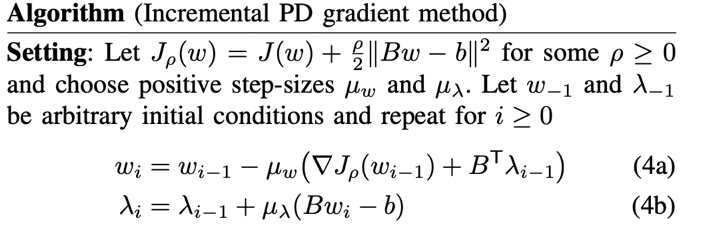 Algorithm (Incremental PD gradient method)
Setting: Let J_ρ(w) = J(w) + ρ/2 ‖Bw − b‖² for some ρ ≥ 0
and choose positive step-sizes μ_w and μ_λ. Let w_{−1} and λ_{−1}
be arbitrary initial conditions and repeat for i ≥ 0
w_i = w_{i−1} − μ_w(∇J_ρ(w_{i−1}) + Bᵀλ_{i−1}) (4a)
λ_i = λ_{i−1} + μ_λ(Bw_i − b) (4b)